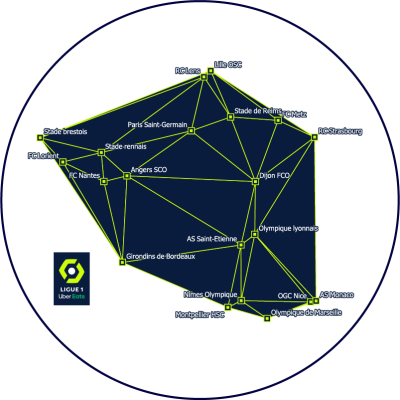 Lille OSC
RC Lens
Stade de Reims
FC Metz
Paris Saint-Germain
Stade brestois
RC Strasbourg
Stade rennais
FC Lorient
Angers SCO
FC Nantes
Dijon FCO
Olympique lyonnais
AS Saint-Etienne
Girondins de Bordeaux
Nîmes Olympique
OGC Nice
AS Monaco
Montpellier HSC
Olympique de Marseille
LIGUE 1
Uber Eats